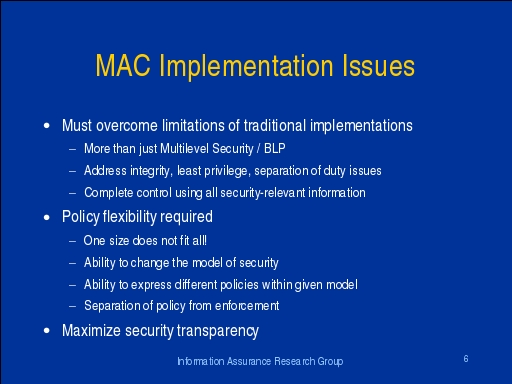 MAC Implementation Issues
• Must overcome limitations of traditional implementations
– More than just Multilevel Security / BLP
– Address integrity, least privilege, separation of duty issues
– Complete control using all security-relevant information
• Policy flexibility required
– One size does not fit all!
– Ability to change the model of security
– Ability to express different policies within given model
– Separation of policy from enforcement
• Maximize security transparency
Information Assurance Research Group
6